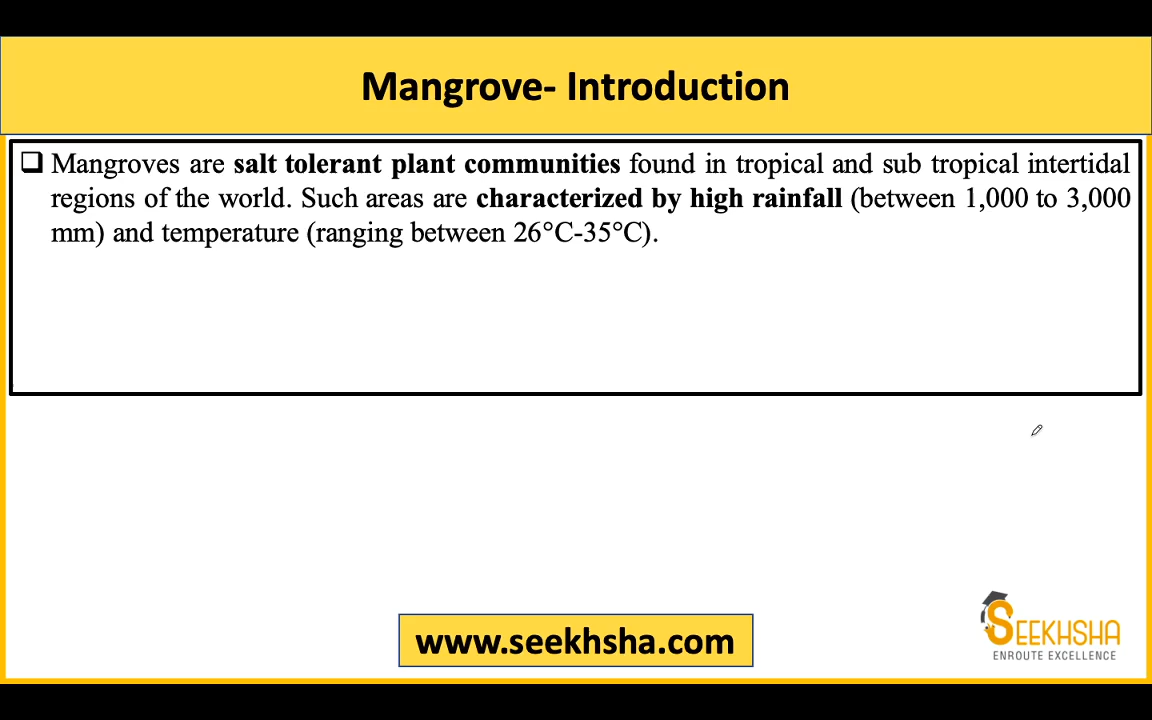 Mangrove- Introduction
❑ Mangroves are salt tolerant plant communities found in tropical and sub tropical intertidal
regions of the world. Such areas are characterized by high rainfall (between 1,000 to 3,000
mm) and temperature (ranging between 26°C-35°C).
www.seekhsha.com
SEEKHSHA
ENROUTE EXCELLENCE